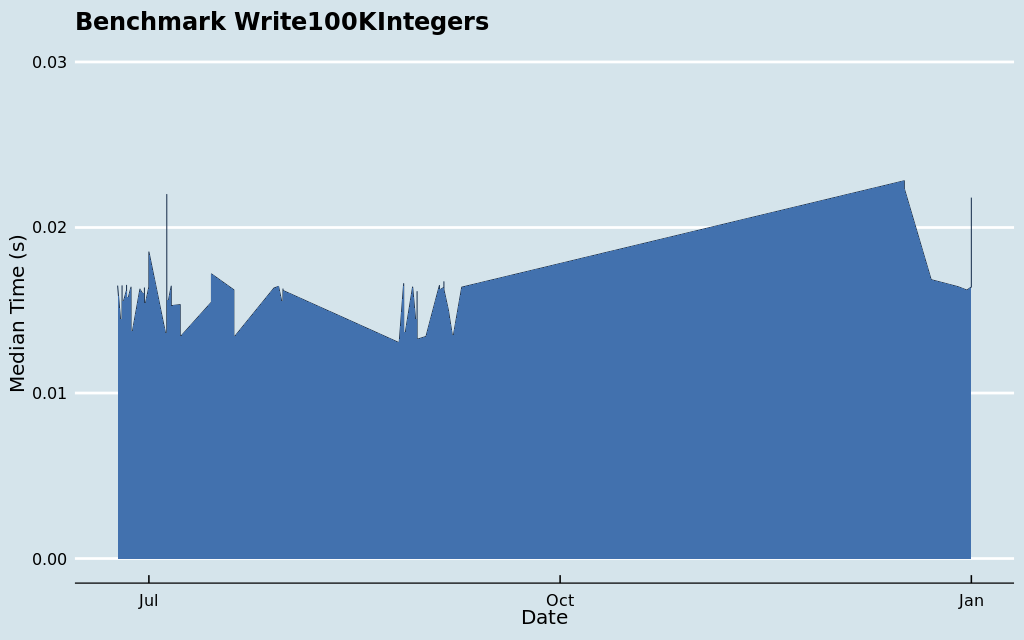 Benchmark Write100KIntegers
0.03
0.02
0.01
0.00
Median Time (s)
Jul
Oct
Jan
Date